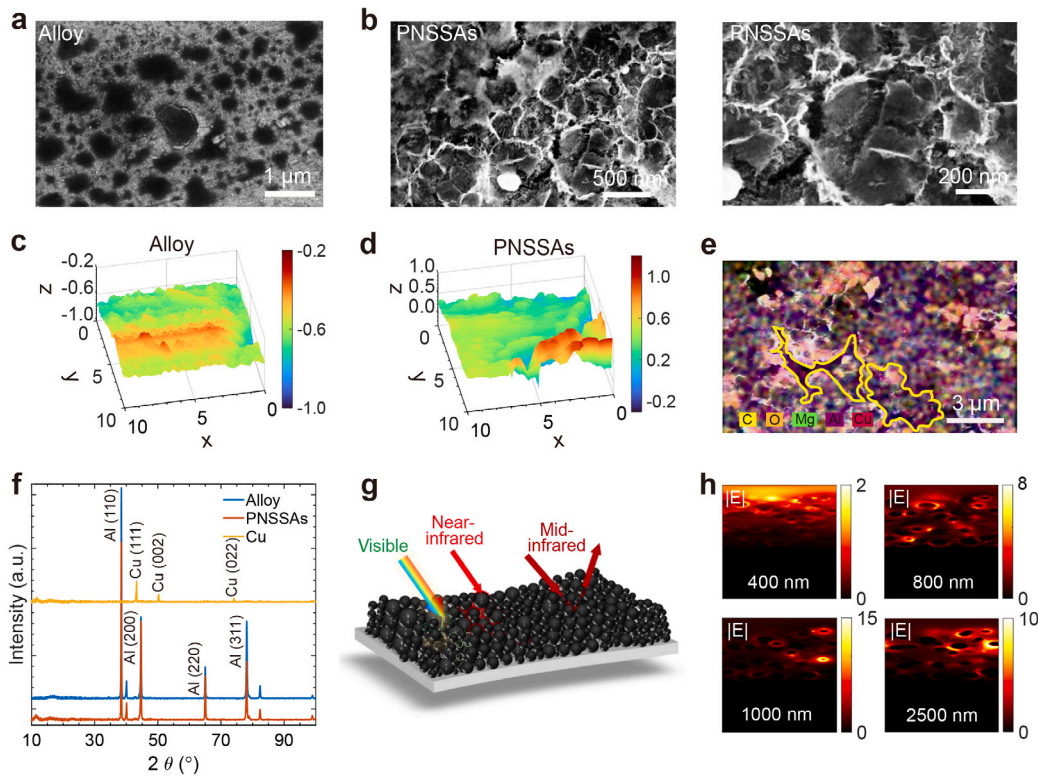 a
Alloy
1 μm
b
PNSSAs
500 nm
PNSSAs
200 nm
c
Alloy
-0.2
-0.6
-1.0
z
0
5
10
y
10
5
0
x
-0.2
-0.4
-0.6
-0.8
-1.0
d
PNSSAs
1.0
0.5
0.0
z
0
5
10
y
10
5
0
x
1.0
0.6
0.2
-0.2
e
C O Mg Al Cu
3 μm
f
Alloy
PNSSAs
Cu
Al (110)
Cu (111)
Cu (002)
Cu (022)
Al (200)
Al (220)
Al (311)
Intensity (a.u.)
10 30 50 70 90
2 θ (°)
g
Visible
Near-
infrared
Mid-
infrared
h
|E|
400 nm
2
0
|E|
800 nm
8
0
|E|
1000 nm
15
0
|E|
2500 nm
10
0